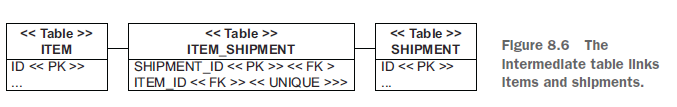 << Table >>
ITEM
ID << PK >>
...
<< Table >>
ITEM_SHIPMENT
SHIPMENT_ID << PK >> << FK >
ITEM_ID << FK >> << UNIQUE >>>
<< Table >>
SHIPMENT
ID << PK >>
...
Figure 8.6 The
intermediate table links
items and shipments.